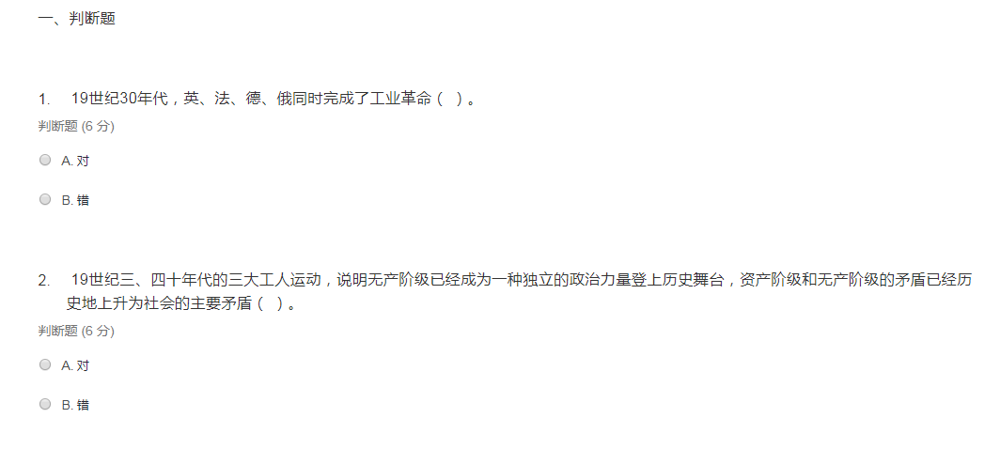 一、判断题
1. 19世纪30年代，英、法、德、俄同时完成了工业革命（ ）。
判断题 (6 分)
A. 对
B. 错
2. 19世纪三、四十年代的三大工人运动，说明无产阶级已经成为一种独立的政治力量登上历史舞台，资产阶级和无产阶级的矛盾已经历
史地上升为社会的主要矛盾（ ）。
判断题 (6 分)
A. 对
B. 错